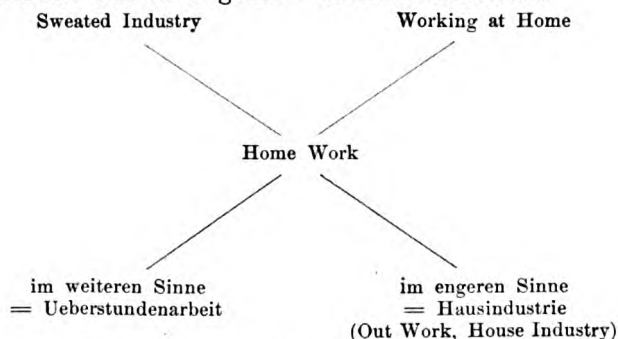 Sweated Industry
Working at Home
Home Work
im weiteren Sinne
= Ueberstundenarbeit
im engeren Sinne
= Hausindustrie
(Out Work, House Industry)